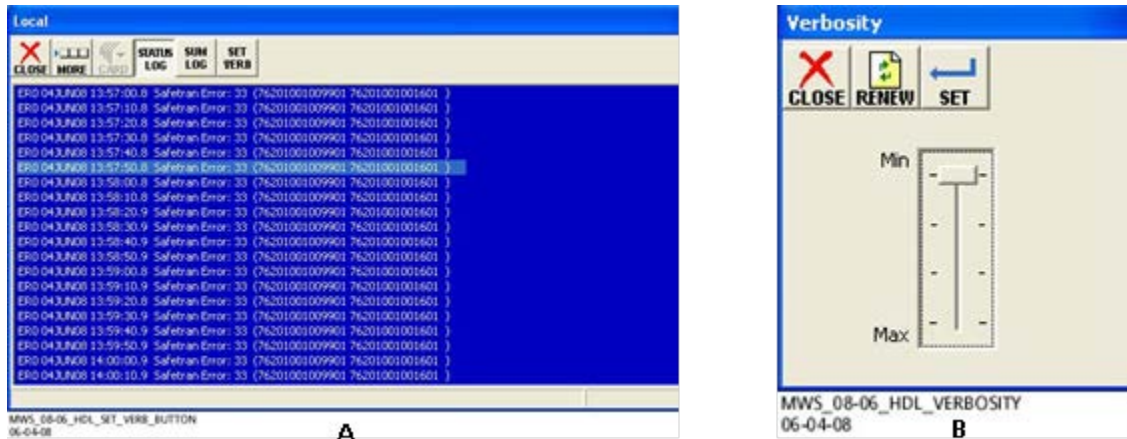 Local
CLOSE MORE CARD STATUS LOG SUM LOG SET VERB
ER0 04JUN08 13:57:00.8 Safetran Error: 33 (76201001009901 76201001001601 )
ER0 04JUN08 13:57:10.8 Safetran Error: 33 (76201001009901 76201001001601 )
ER0 04JUN08 13:57:20.8 Safetran Error: 33 (76201001009901 76201001001601 )
ER0 04JUN08 13:57:30.8 Safetran Error: 33 (76201001009901 76201001001601 )
ER0 04JUN08 13:57:40.8 Safetran Error: 33 (76201001009901 76201001001601 )
ER0 04JUN08 13:57:50.8 Safetran Error: 33 (76201001009901 76201001001601 )
ER0 04JUN08 13:58:00.8 Safetran Error: 33 (76201001009901 76201001001601 )
ER0 04JUN08 13:58:10.8 Safetran Error: 33 (76201001009901 76201001001601 )
ER0 04JUN08 13:58:20.9 Safetran Error: 33 (76201001009901 76201001001601 )
ER0 04JUN08 13:58:30.9 Safetran Error: 33 (76201001009901 76201001001601 )
ER0 04JUN08 13:58:40.9 Safetran Error: 33 (76201001009901 76201001001601 )
ER0 04JUN08 13:58:50.9 Safetran Error: 33 (76201001009901 76201001001601 )
ER0 04JUN08 13:59:00.8 Safetran Error: 33 (76201001009901 76201001001601 )
ER0 04JUN08 13:59:10.9 Safetran Error: 33 (76201001009901 76201001001601 )
ER0 04JUN08 13:59:20.8 Safetran Error: 33 (76201001009901 76201001001601 )
ER0 04JUN08 13:59:30.9 Safetran Error: 33 (76201001009901 76201001001601 )
ER0 04JUN08 13:59:40.9 Safetran Error: 33 (76201001009901 76201001001601 )
ER0 04JUN08 13:59:50.9 Safetran Error: 33 (76201001009901 76201001001601 )
ER0 04JUN08 14:00:00.9 Safetran Error: 33 (76201001009901 76201001001601 )
ER0 04JUN08 14:00:10.9 Safetran Error: 33 (76201001009901 76201001001601 )
MWS_08-06_HDL_SET_VERB_BUTTON
06-04-08
A
Verbosity
CLOSE RENEW SET
Min
Max
MWS_08-06_HDL_VERBOSITY
06-04-08
B